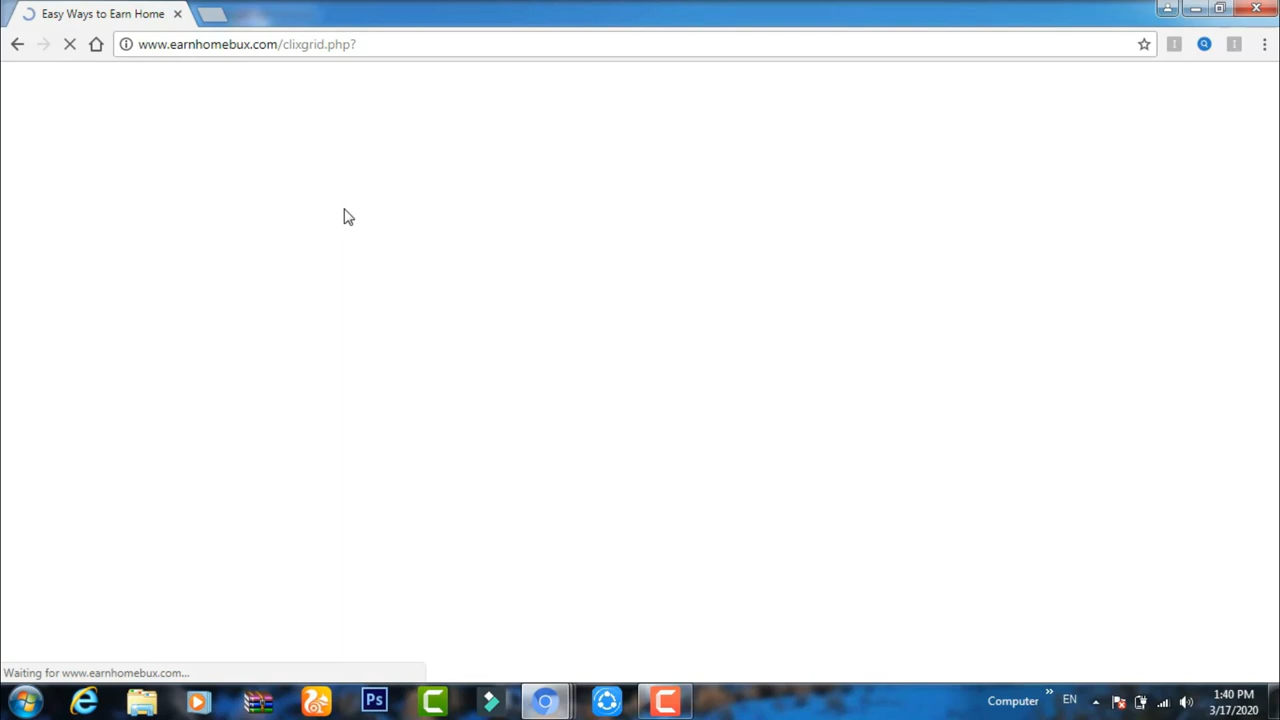 Easy Ways to Earn Home
www.earnhomebux.com/clixgrid.php?
Waiting for www.earnhomebux.com...
Ps
Computer
EN
1:40 PM
3/17/2020